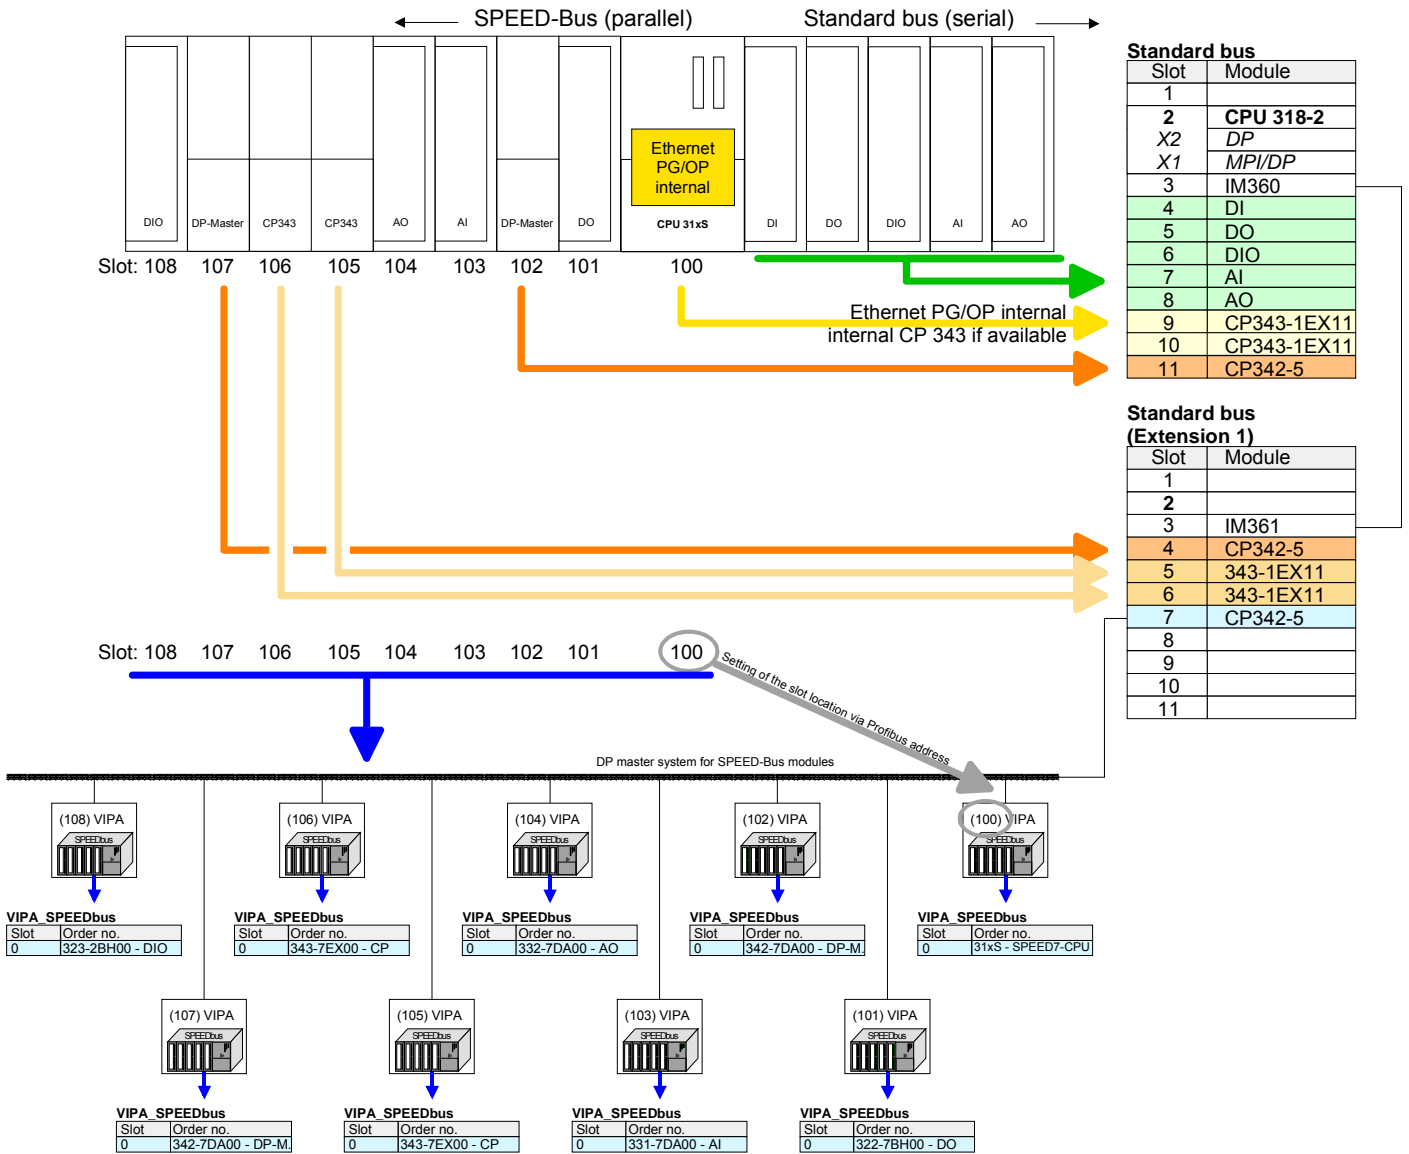 SPEED-Bus (parallel)
Standard bus (serial)
DIO
DP-Master
CP343
CP343
AO
AI
DP-Master
DO
Ethernet
PG/OP
internal
CPU 31xS
DI
DO
DIO
AI
AO
Slot: 108 107 106 105 104 103 102 101 100
Ethernet PG/OP internal
internal CP 343 if available
Standard bus
Slot Module
1
2 CPU 318-2
X2 DP
X1 MPI/DP
3 IM360
4 DI
5 DO
6 DIO
7 AI
8 AO
9 CP343-1EX11
10 CP343-1EX11
11 CP342-5
Standard bus
(Extension 1)
Slot Module
1
2
3 IM361
4 CP342-5
5 343-1EX11
6 343-1EX11
7 CP342-5
8
9
10
11
Slot: 108 107 106 105 104 103 102 101 100
Setting of the slot location via Profibus address
DP master system for SPEED-Bus modules
(108) VIPA
SPEEDbus
VIPA_SPEEDbus
Slot Order no.
0 323-2BH00 - DIO
(106) VIPA
SPEEDbus
VIPA_SPEEDbus
Slot Order no.
0 343-7EX00 - CP
(104) VIPA
SPEEDbus
VIPA_SPEEDbus
Slot Order no.
0 332-7DA00 - AO
(102) VIPA
SPEEDbus
VIPA_SPEEDbus
Slot Order no.
0 342-7DA00 - DP-M.
(100) VIPA
SPEEDbus
VIPA_SPEEDbus
Slot Order no.
0 31xS - SPEED7-CPU
(107) VIPA
SPEEDbus
VIPA_SPEEDbus
Slot Order no.
0 342-7DA00 - DP-M.
(105) VIPA
SPEEDbus
VIPA_SPEEDbus
Slot Order no.
0 343-7EX00 - CP
(103) VIPA
SPEEDbus
VIPA_SPEEDbus
Slot Order no.
0 331-7DA00 - AI
(101) VIPA
SPEEDbus
VIPA_SPEEDbus
Slot Order no.
0 322-7BH00 - DO